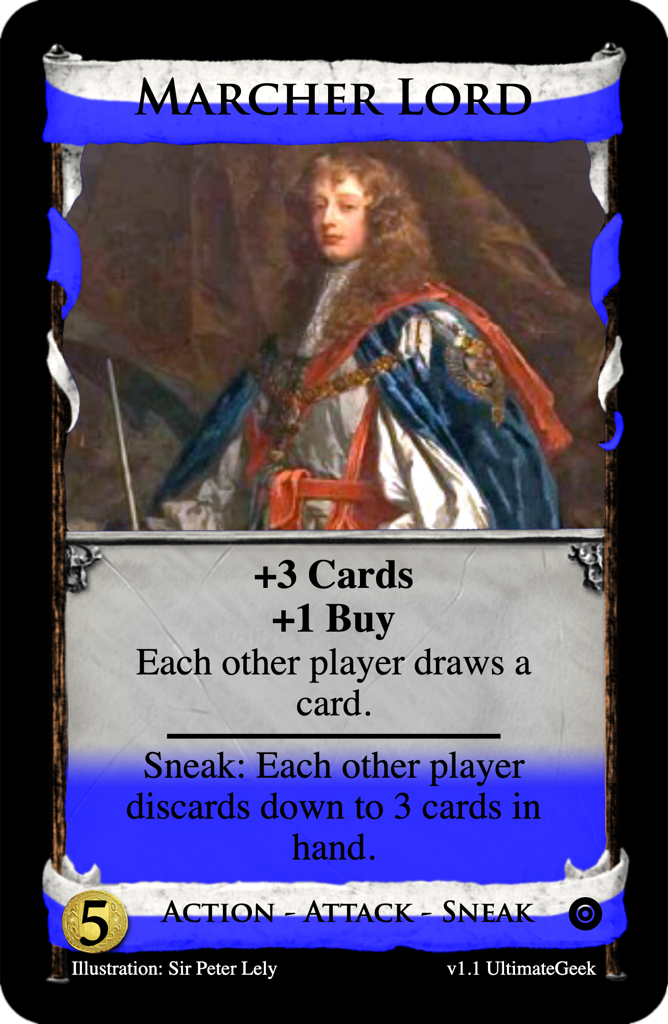 Marcher Lord
+3 Cards
+1 Buy
Each other player draws a
card.
Sneak: Each other player
discards down to 3 cards in
hand.
5
Action - Attack - Sneak
Illustration: Sir Peter Lely
v1.1 UltimateGeek